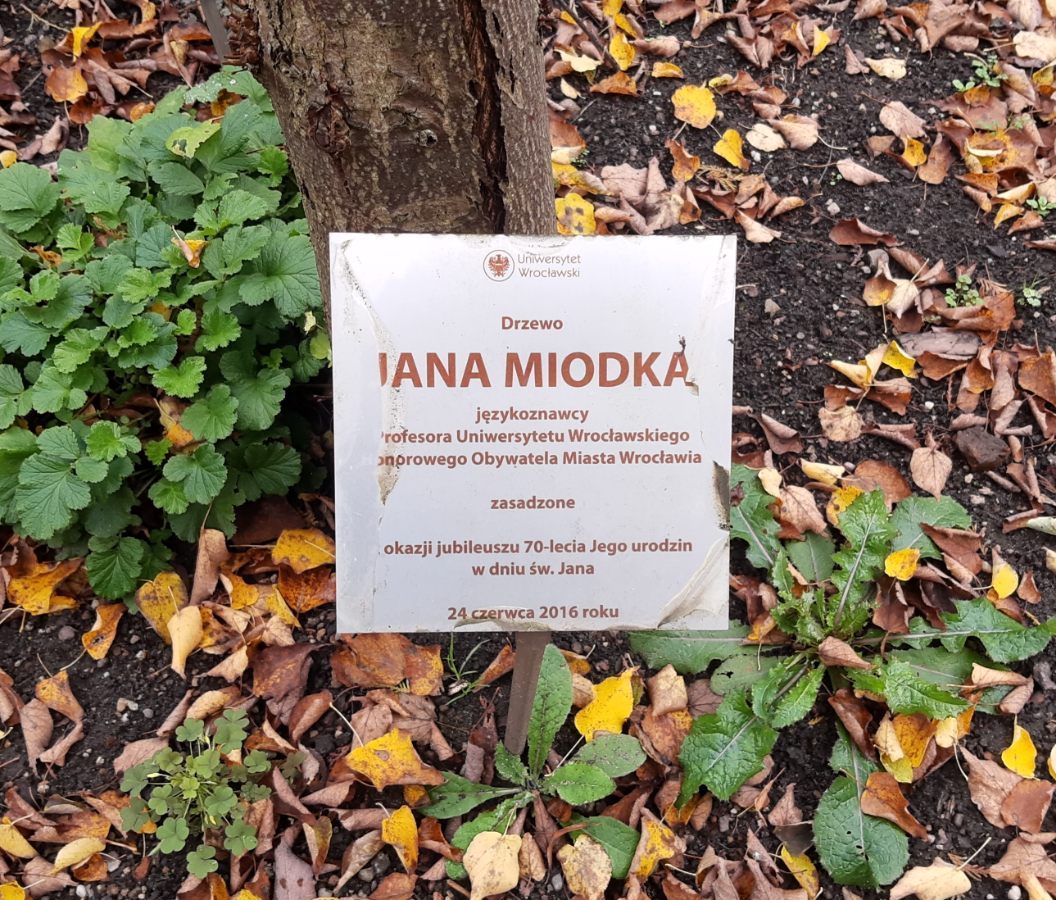 Uniwersytet
Wrocławski
Drzewo
JANA MIODKA
językoznawcy
Profesora Uniwersytetu Wrocławskiego
Honorowego Obywatela Miasta Wrocławia
zasadzone
okazji jubileuszu 70-lecia Jego urodzin
w dniu św. Jana
24 czerwca 2016 roku